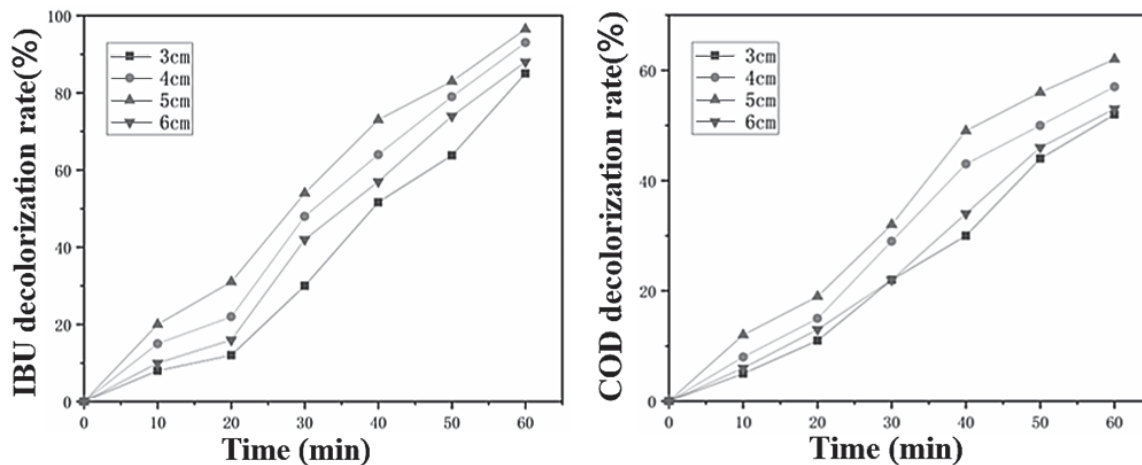 IBU decolorization rate(%)
100
80
60
40
20
0
3cm
4cm
5cm
6cm
0 10 20 30 40 50 60
Time (min)
COD decolorization rate(%)
60
40
20
0
3cm
4cm
5cm
6cm
0 10 20 30 40 50 60
Time (min)